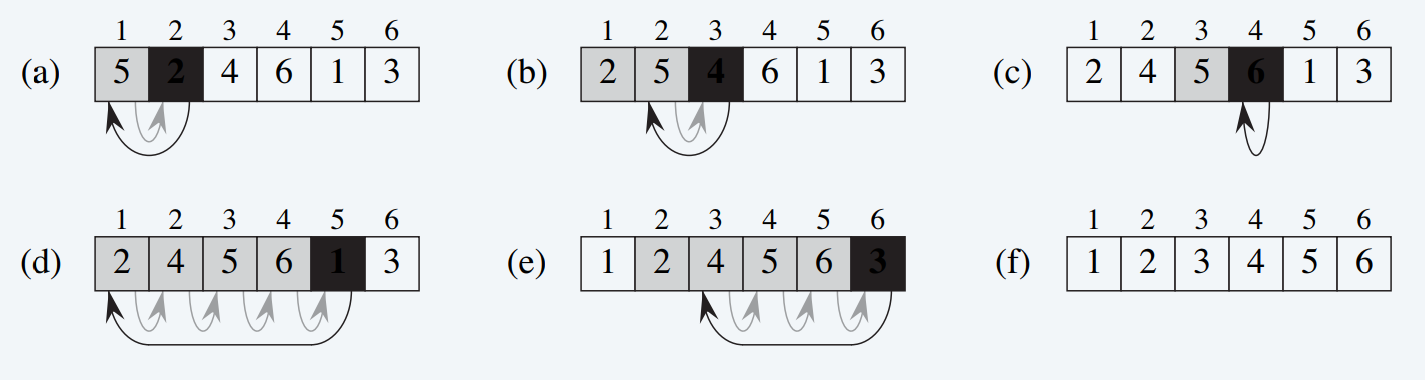 1 2 3 4 5 6 1 2 3 4 5 6 1 2 3 4 5 6
(a) 5 2 4 6 1 3 (b) 2 5 4 6 1 3 (c) 2 4 5 6 1 3
1 2 3 4 5 6 1 2 3 4 5 6 1 2 3 4 5 6
(d) 2 4 5 6 1 3 (e) 1 2 4 5 6 3 (f) 1 2 3 4 5 6